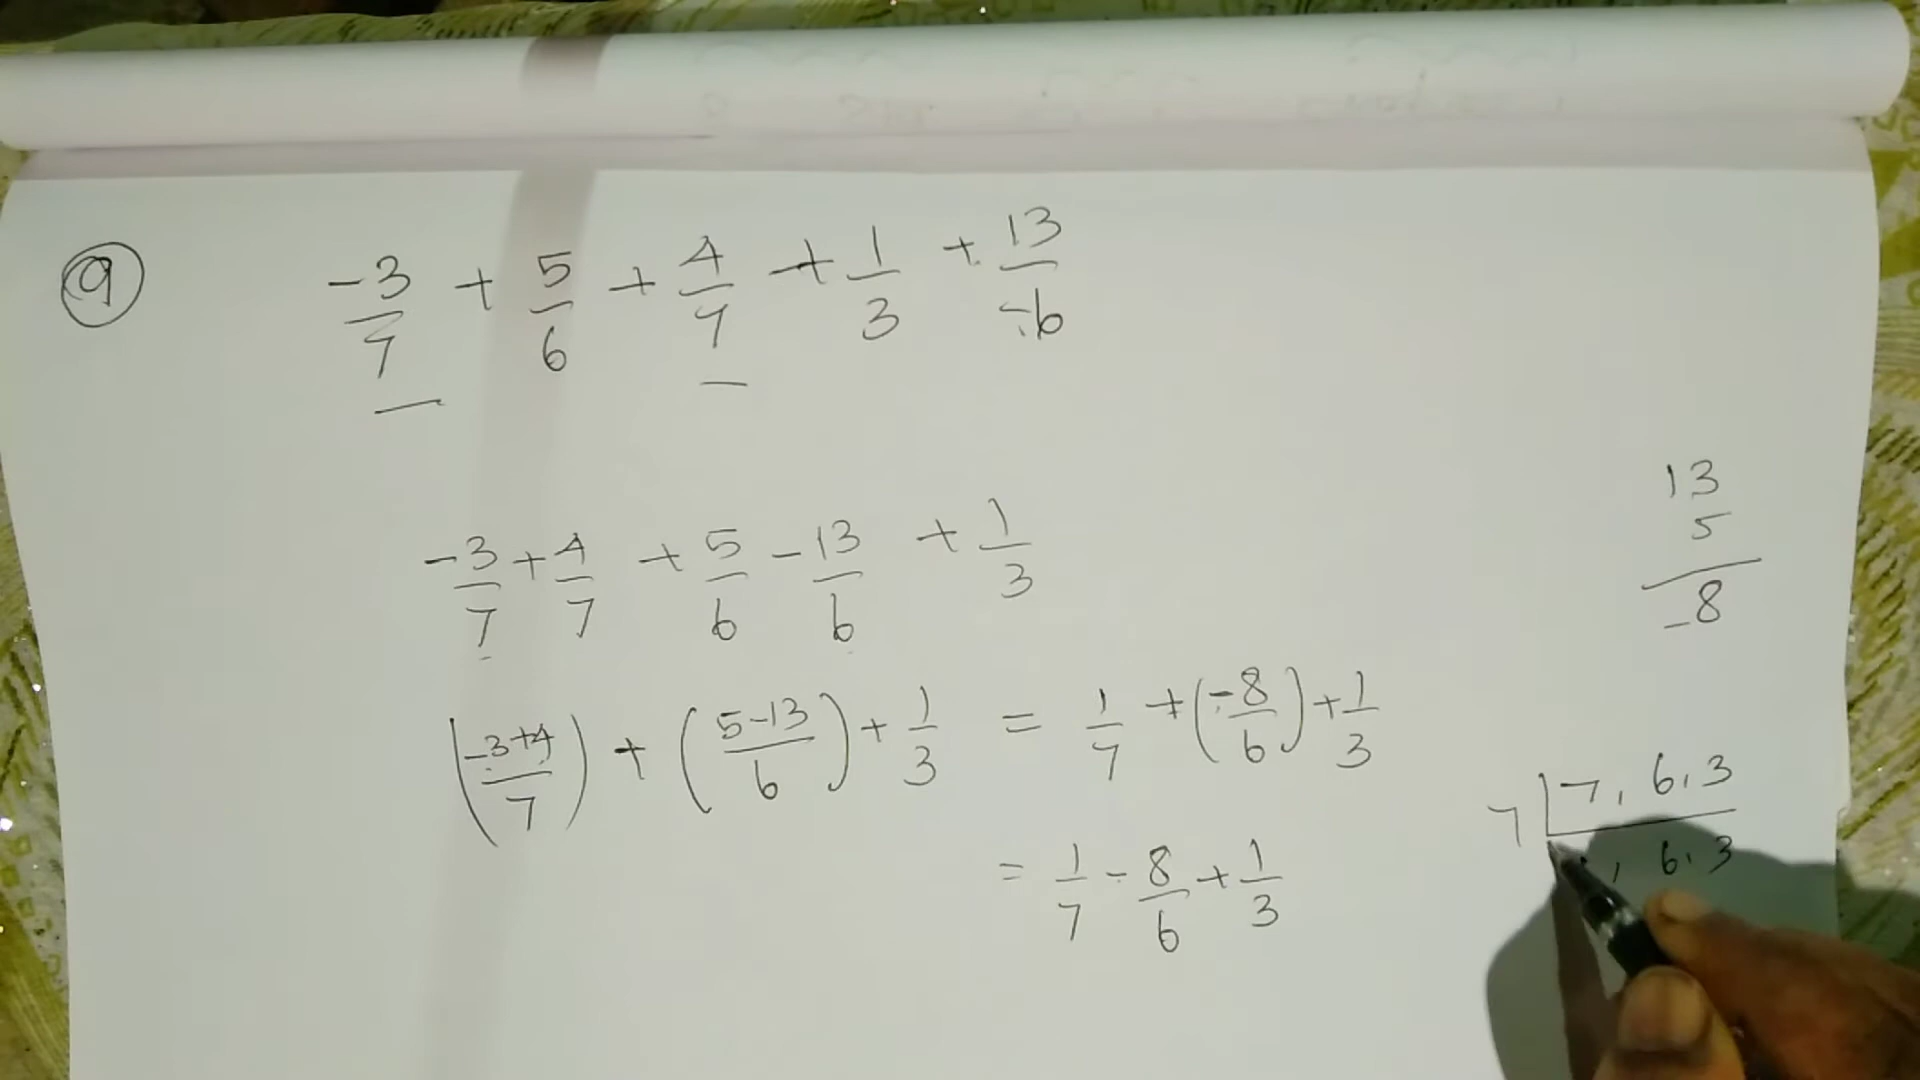 9 -3/7 + 5/6 + 4/7 + 1/3 + 13/-6
-3/7 + 4/7 + 5/6 - 13/6 + 1/3
(-3+4/7) + (5-13/6) + 1/3 = 1/7 + (-8/6) + 1/3
= 1/7 - 8/6 + 1/3
13
5
-8
7 | 7, 6, 3
, 6, 3